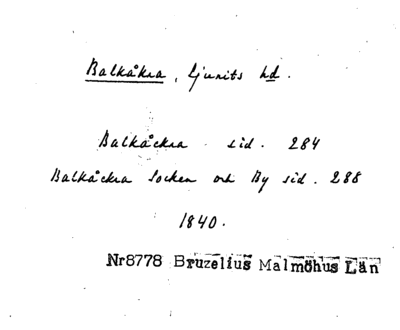 Balkåkra, Ljunits hd.
Balkåckra sid. 284
Balkåckra Socken och By sid. 288
1840.
Nr8778 Bruzelius Malmöhus Län